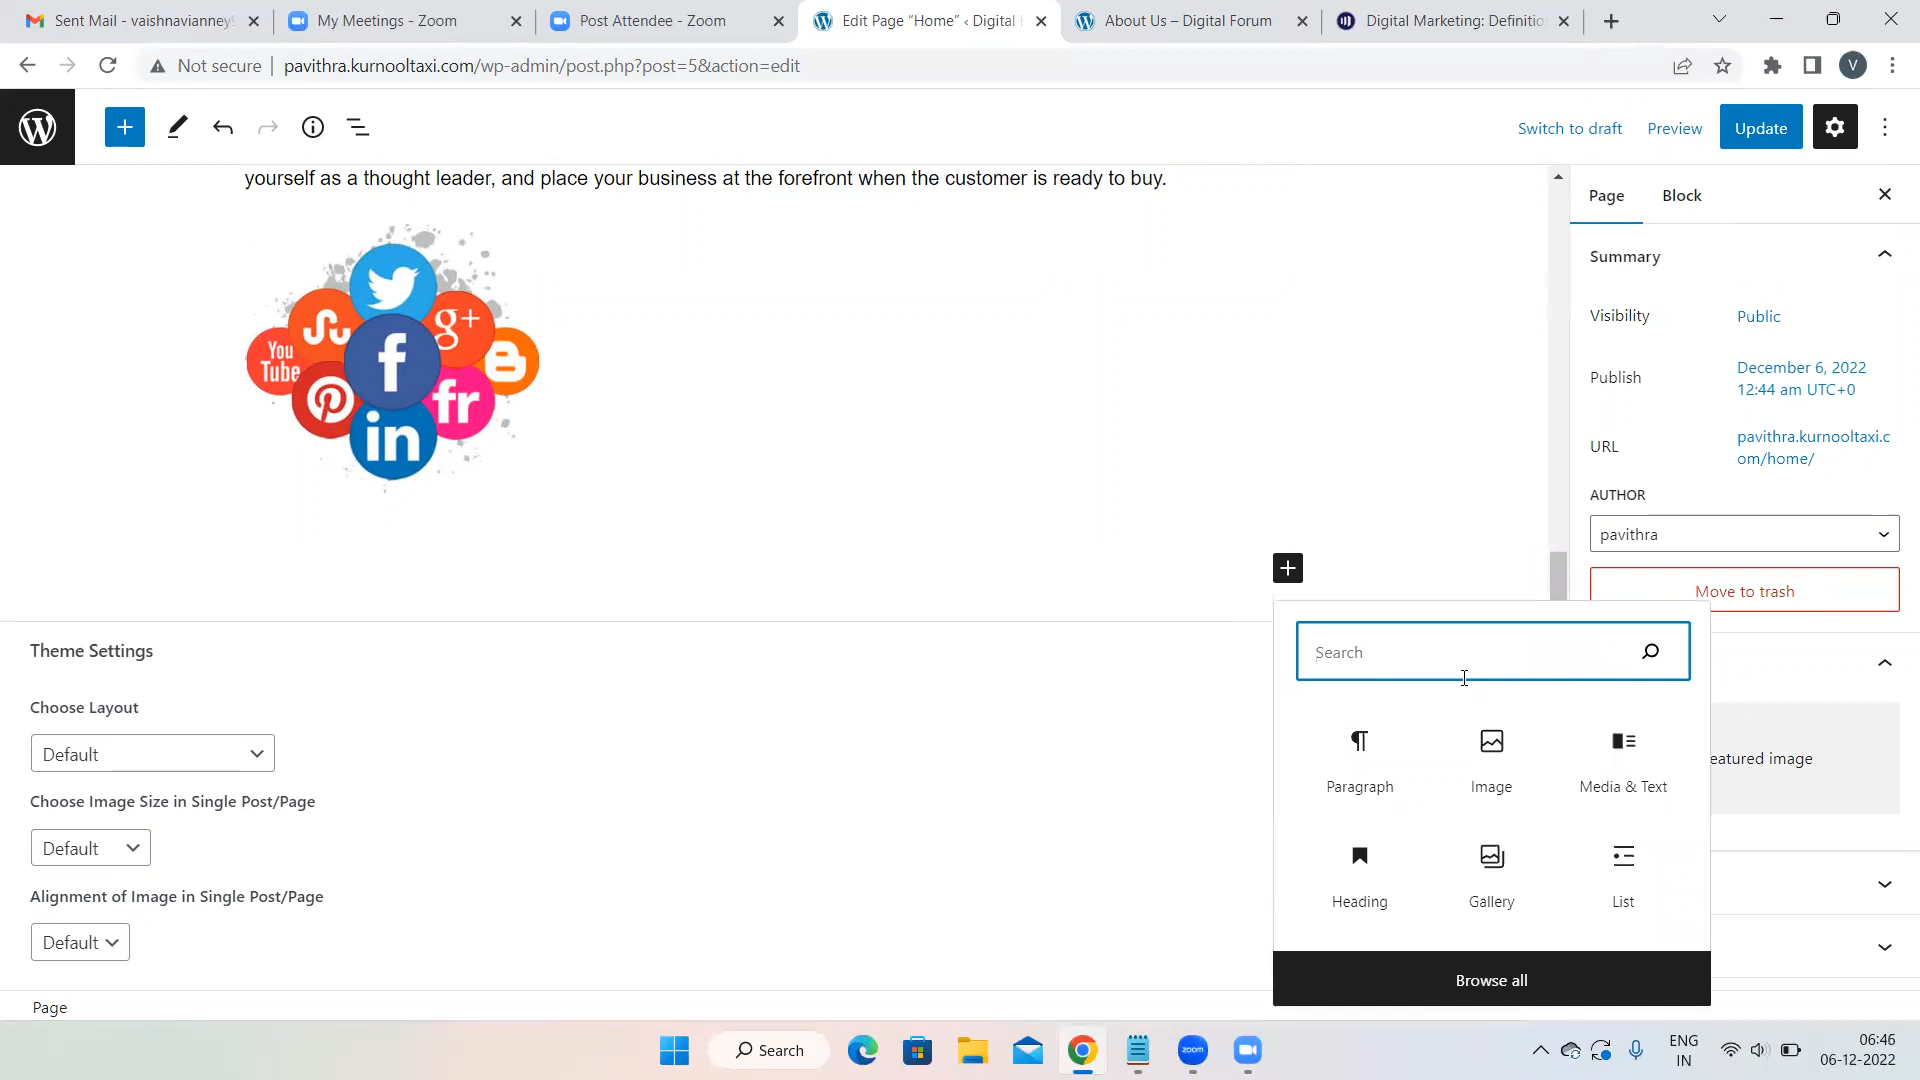 Sent Mail - vaishnavianney
My Meetings - Zoom
Post Attendee - Zoom
Edit Page “Home” ‹ Digital
About Us – Digital Forum
Digital Marketing: Definitio
Not secure
pavithra.kurnooltaxi.com/wp-admin/post.php?post=5&action=edit
V
Switch to draft
Preview
Update
yourself as a thought leader, and place your business at the forefront when the customer is ready to buy.
You
Tube
g+
f
fr
in
Page
Block
Summary
Visibility
Public
Publish
December 6, 2022
12:44 am UTC+0
URL
pavithra.kurnooltaxi.c
om/home/
AUTHOR
pavithra
Move to trash
Search
Paragraph
Image
Media & Text
Heading
Gallery
List
Browse all
eatured image
Theme Settings
Choose Layout
Default
Choose Image Size in Single Post/Page
Default
Alignment of Image in Single Post/Page
Default
Page
Search
zoom
ENG
IN
06:46
06-12-2022